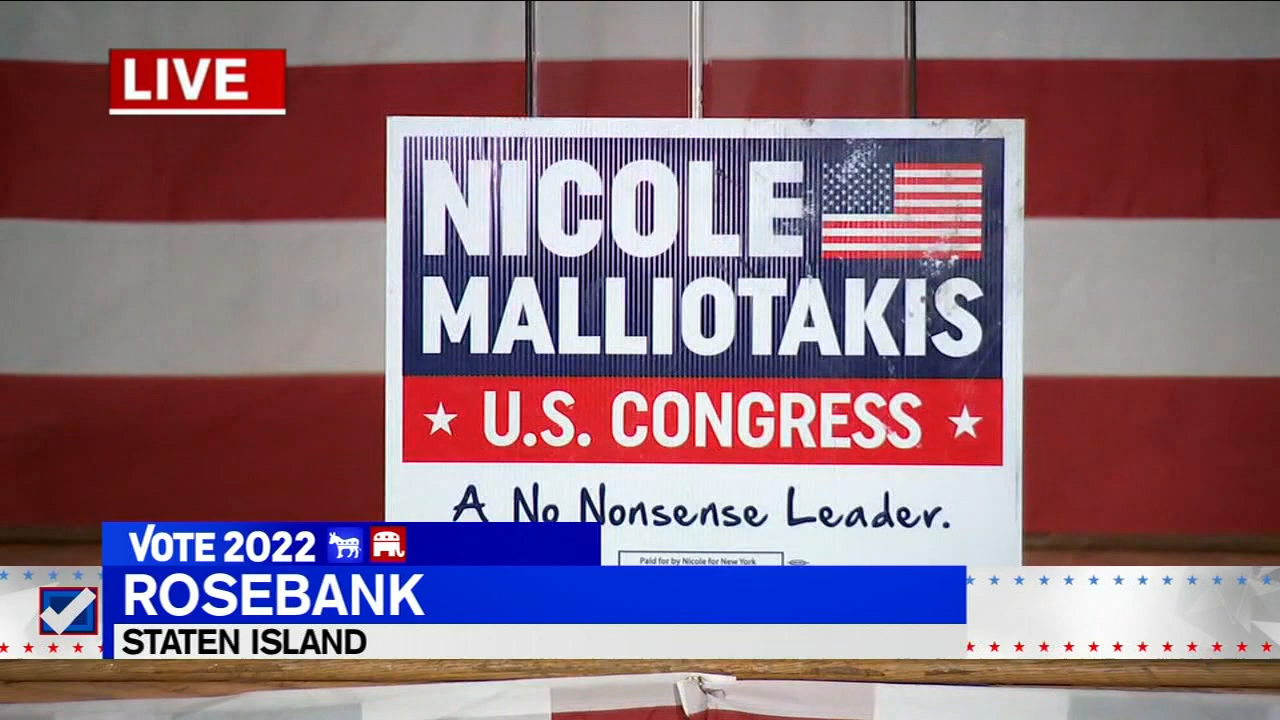 LIVE
NICOLE
MALLIOTAKIS
U.S. CONGRESS
A No Nonsense Leader.
Paid for by Nicole for New York
VOTE 2022
ROSEBANK
STATEN ISLAND